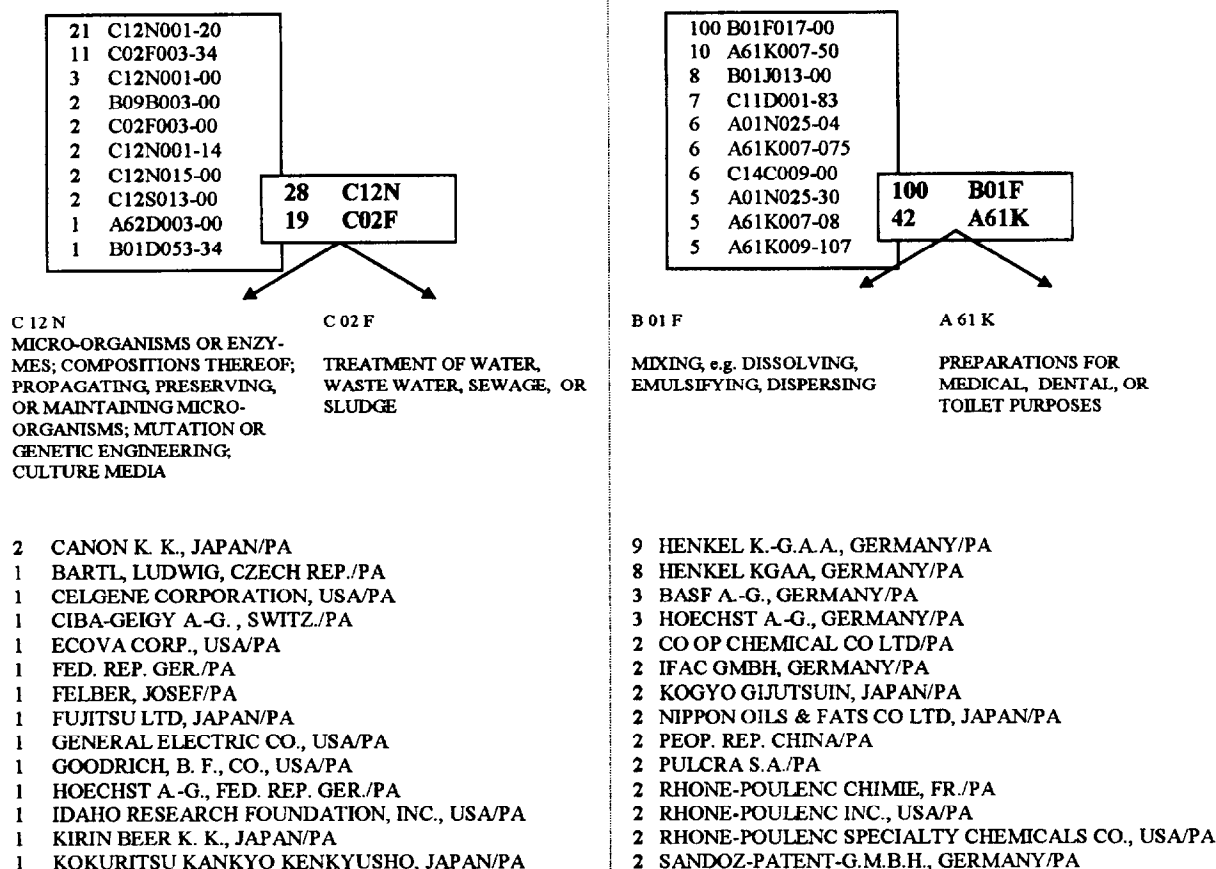 21 C12N001-20
11 C02F003-34
3 C12N001-00
2 B09B003-00
2 C02F003-00
2 C12N001-14
2 C12N015-00
2 C12S013-00
1 A62D003-00
1 B01D053-34
28 C12N
19 C02F
C 12 N
MICRO-ORGANISMS OR ENZY-
MES; COMPOSITIONS THEREOF;
PROPAGATING, PRESERVING,
OR MAINTAINING MICRO-
ORGANISMS; MUTATION OR
GENETIC ENGINEERING;
CULTURE MEDIA
C 02 F
TREATMENT OF WATER,
WASTE WATER, SEWAGE, OR
SLUDGE
2 CANON K. K., JAPAN/PA
1 BARTL, LUDWIG, CZECH REP./PA
1 CELGENE CORPORATION, USA/PA
1 CIBA-GEIGY A.-G. , SWITZ./PA
1 ECOVA CORP., USA/PA
1 FED. REP. GER./PA
1 FELBER, JOSEF/PA
1 FUJITSU LTD, JAPAN/PA
1 GENERAL ELECTRIC CO., USA/PA
1 GOODRICH, B. F., CO., USA/PA
1 HOECHST A.-G., FED. REP. GER./PA
1 IDAHO RESEARCH FOUNDATION, INC., USA/PA
1 KIRIN BEER K. K., JAPAN/PA
1 KOKURITSU KANKYO KENKYUSHO, JAPAN/PA
100 B01F017-00
10 A61K007-50
8 B01J013-00
7 C11D001-83
6 A01N025-04
6 A61K007-075
6 C14C009-00
5 A01N025-30
5 A61K007-08
5 A61K009-107
100 B01F
42 A61K
B 01 F
MIXING, e.g. DISSOLVING,
EMULSIFYING, DISPERSING
A 61 K
PREPARATIONS FOR
MEDICAL, DENTAL, OR
TOILET PURPOSES
9 HENKEL K.-G.A.A., GERMANY/PA
8 HENKEL KGAA, GERMANY/PA
3 BASF A.-G., GERMANY/PA
3 HOECHST A.-G., GERMANY/PA
2 CO OP CHEMICAL CO LTD/PA
2 IFAC GMBH, GERMANY/PA
2 KOGYO GIJUTSUIN, JAPAN/PA
2 NIPPON OILS & FATS CO LTD, JAPAN/PA
2 PEOP. REP. CHINA/PA
2 PULCRA S.A./PA
2 RHONE-POULENC CHIMIE, FR./PA
2 RHONE-POULENC INC., USA/PA
2 RHONE-POULENC SPECIALTY CHEMICALS CO., USA/PA
2 SANDOZ-PATENT-G.M.B.H., GERMANY/PA